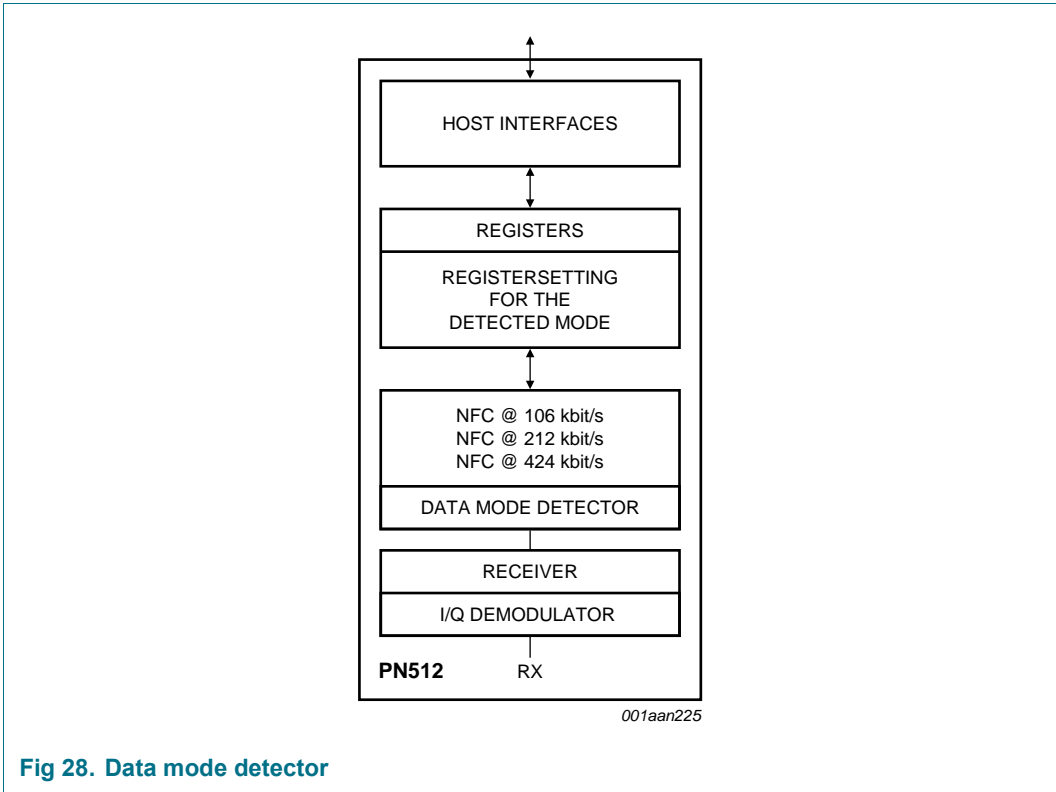 HOST INTERFACES
REGISTERS
REGISTERSETTING
FOR THE
DETECTED MODE
NFC @ 106 kbit/s
NFC @ 212 kbit/s
NFC @ 424 kbit/s
DATA MODE DETECTOR
RECEIVER
I/Q DEMODULATOR
PN512 RX
001aan225
Fig 28. Data mode detector